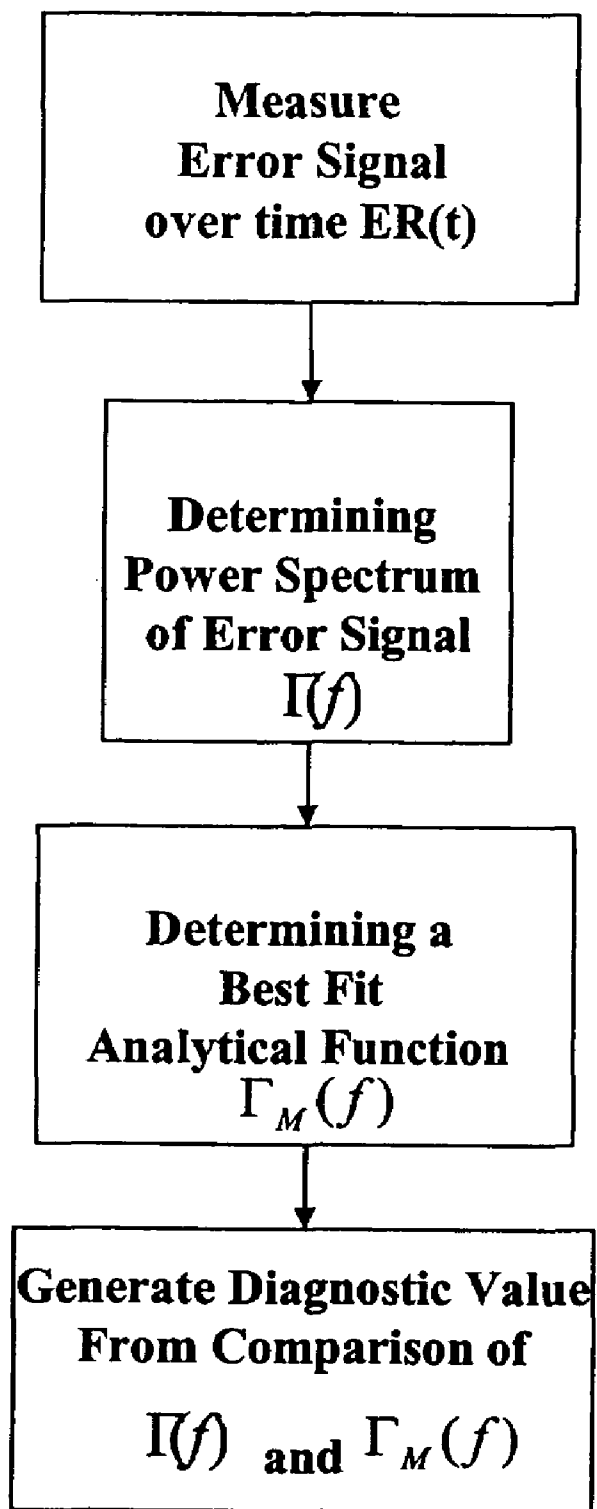 Measure
Error Signal
over time ER(t)
Determining
Power Spectrum
of Error Signal
Γ(f)
Determining a
Best Fit
Analytical Function
Γ_M(f)
Generate Diagnostic Value
From Comparison of
Γ(f) and Γ_M(f)